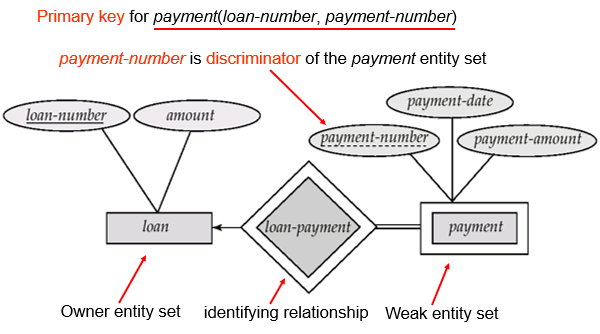 Primary key for payment(loan-number, payment-number)
payment-number is discriminator of the payment entity set
payment-date
loan-number
amount
payment-number
payment-amount
loan
loan-payment
payment
Owner entity set
identifying relationship
Weak entity set